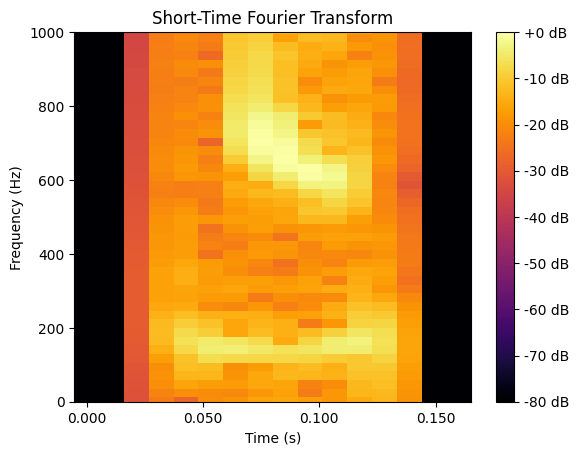 Short-Time Fourier Transform
1000
800
600
400
200
0
Frequency (Hz)
0.000
0.050
0.100
0.150
Time (s)
+0 dB
-10 dB
-20 dB
-30 dB
-40 dB
-50 dB
-60 dB
-70 dB
-80 dB